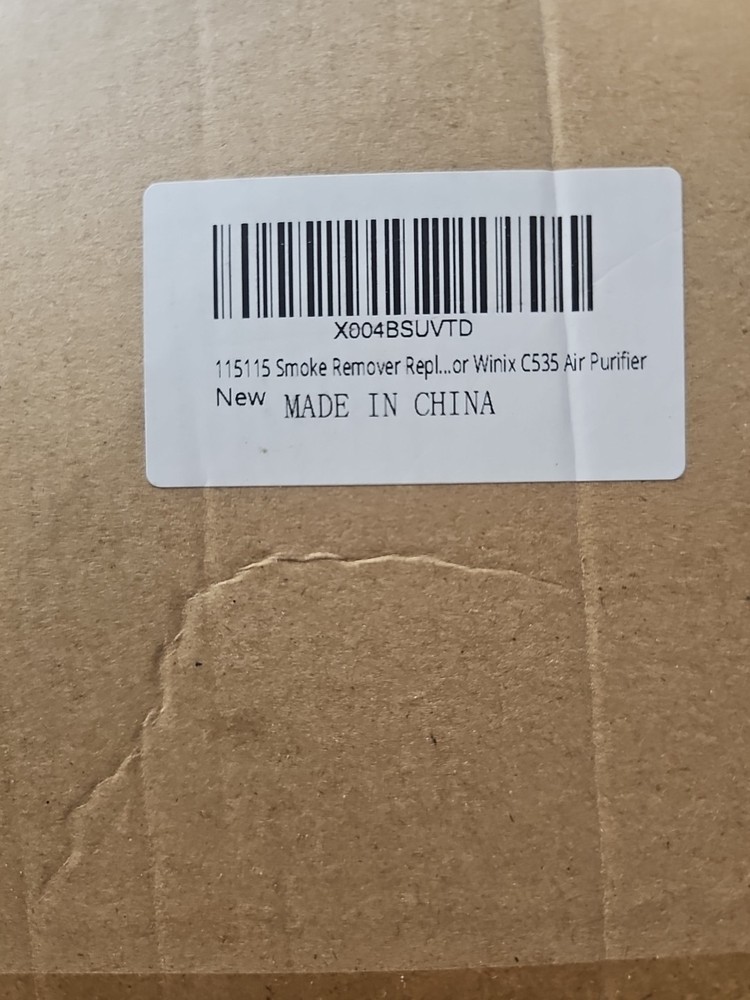 X004BSUVTD
115115 Smoke Remover Repl...or Winix C535 Air Purifier
New MADE IN CHINA